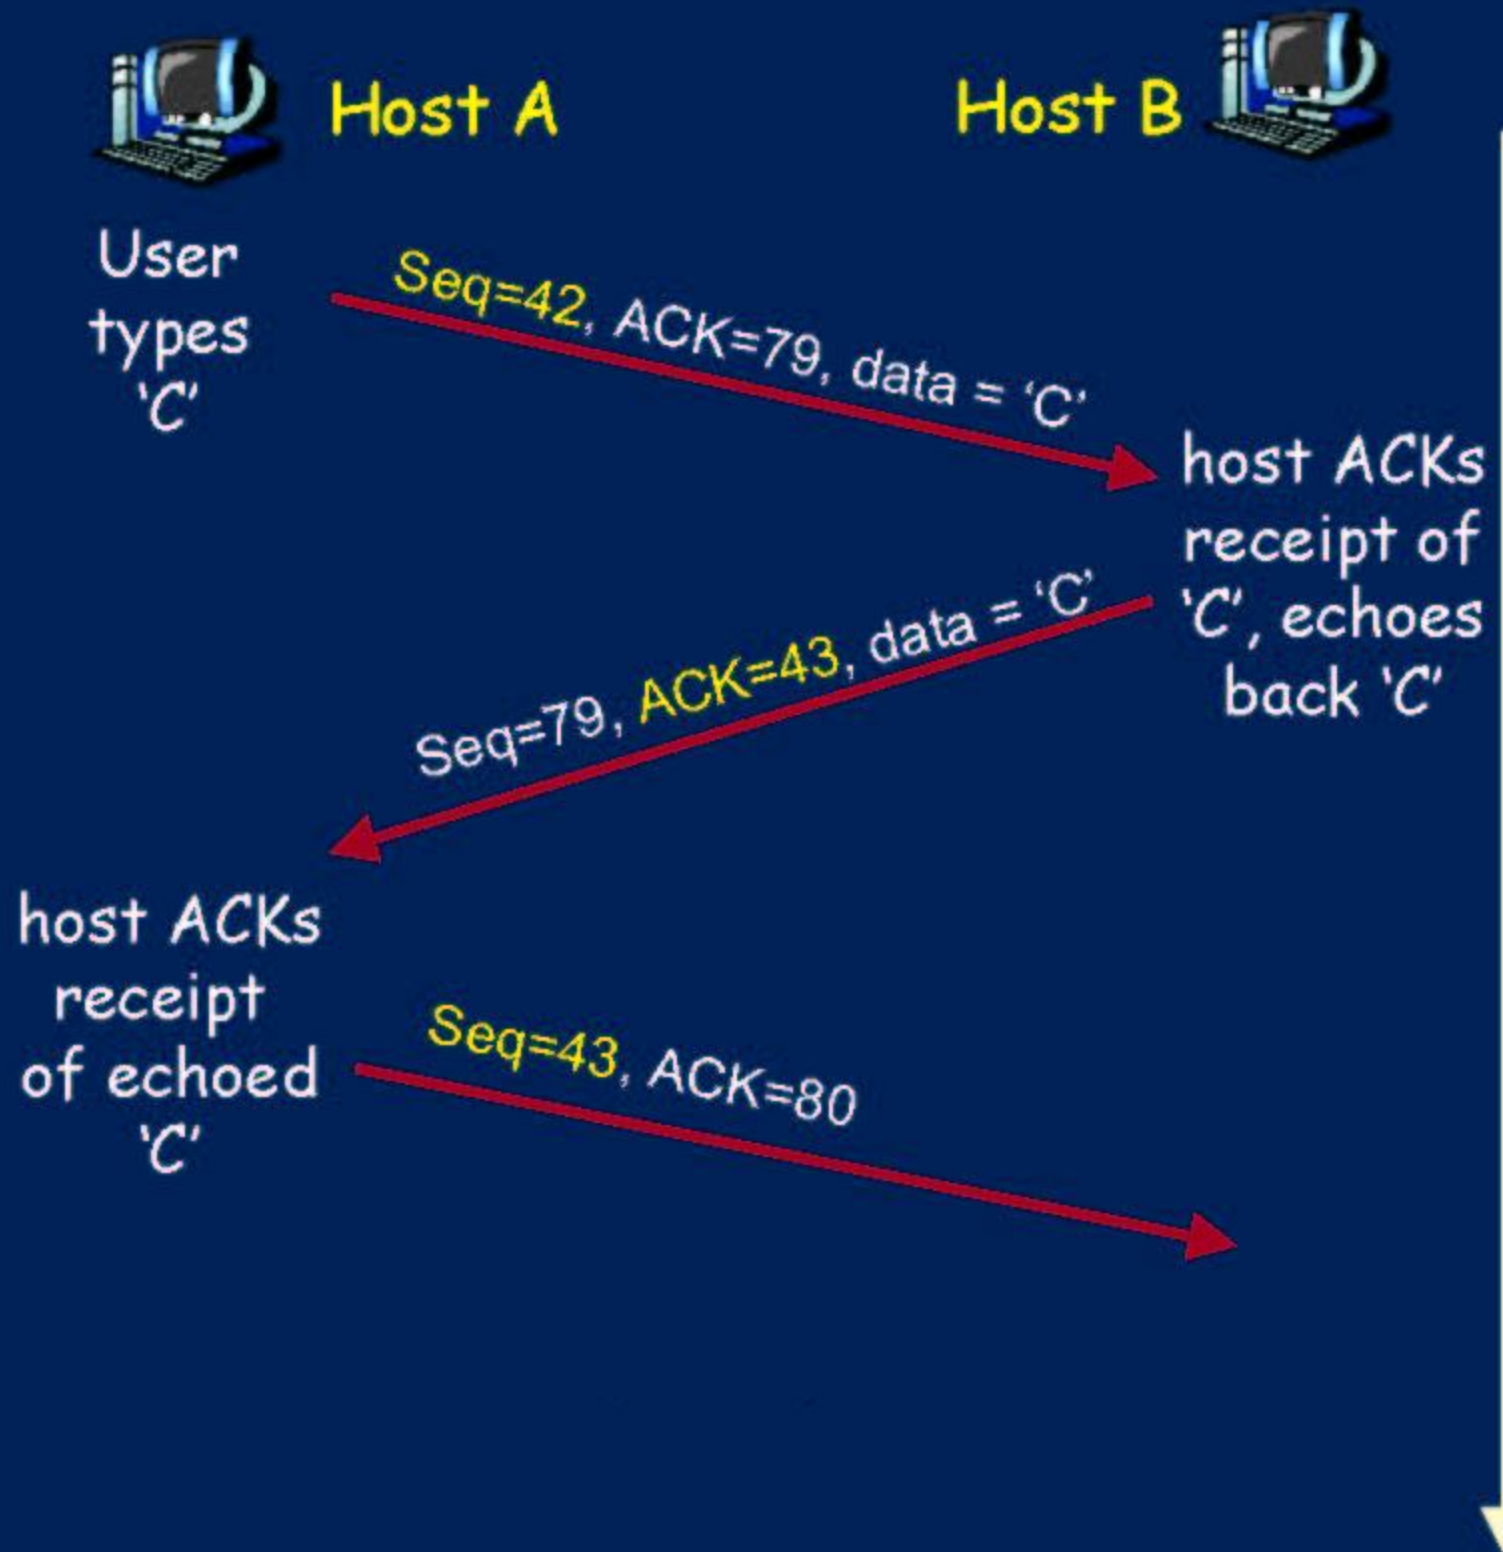 Host A
Host B
User
types
‘C’
Seq=42, ACK=79, data = ‘C’
host ACKs
receipt of
‘C’, echoes
back ‘C’
Seq=79, ACK=43, data = ‘C’
host ACKs
receipt
of echoed
‘C’
Seq=43, ACK=80